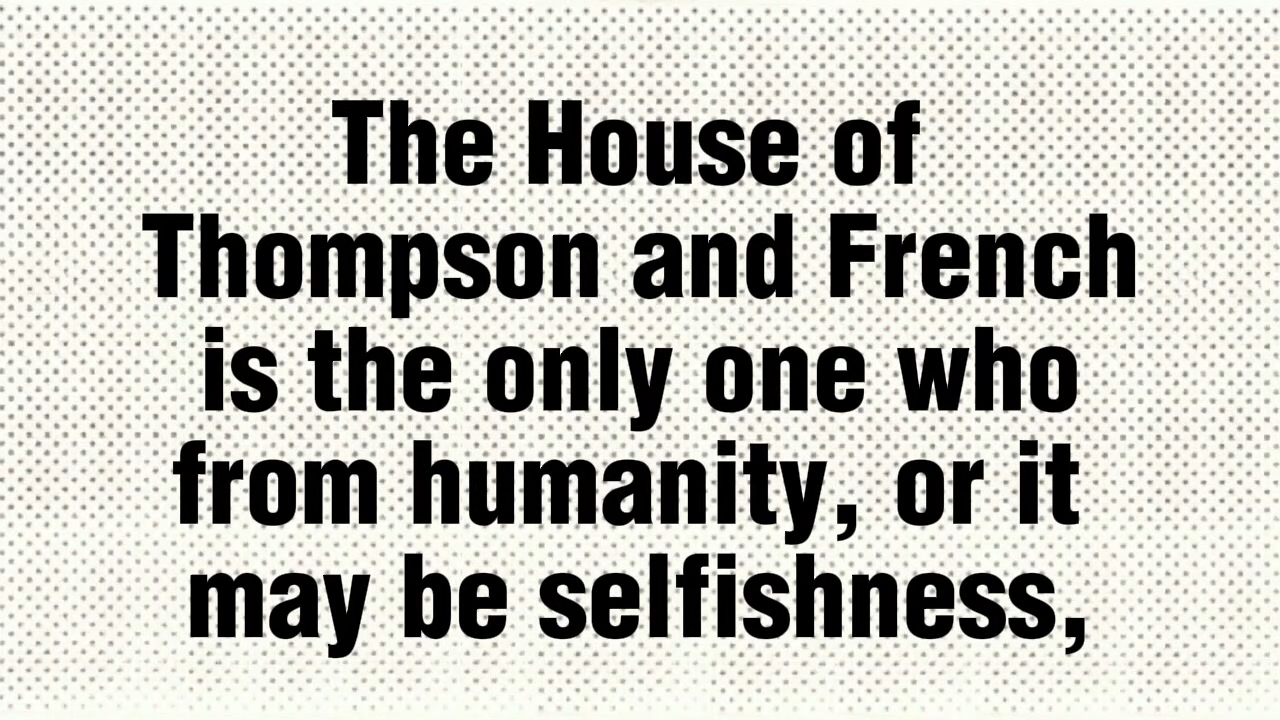 The House of
Thompson and French
is the only one who
from humanity, or it
may be selfishness,